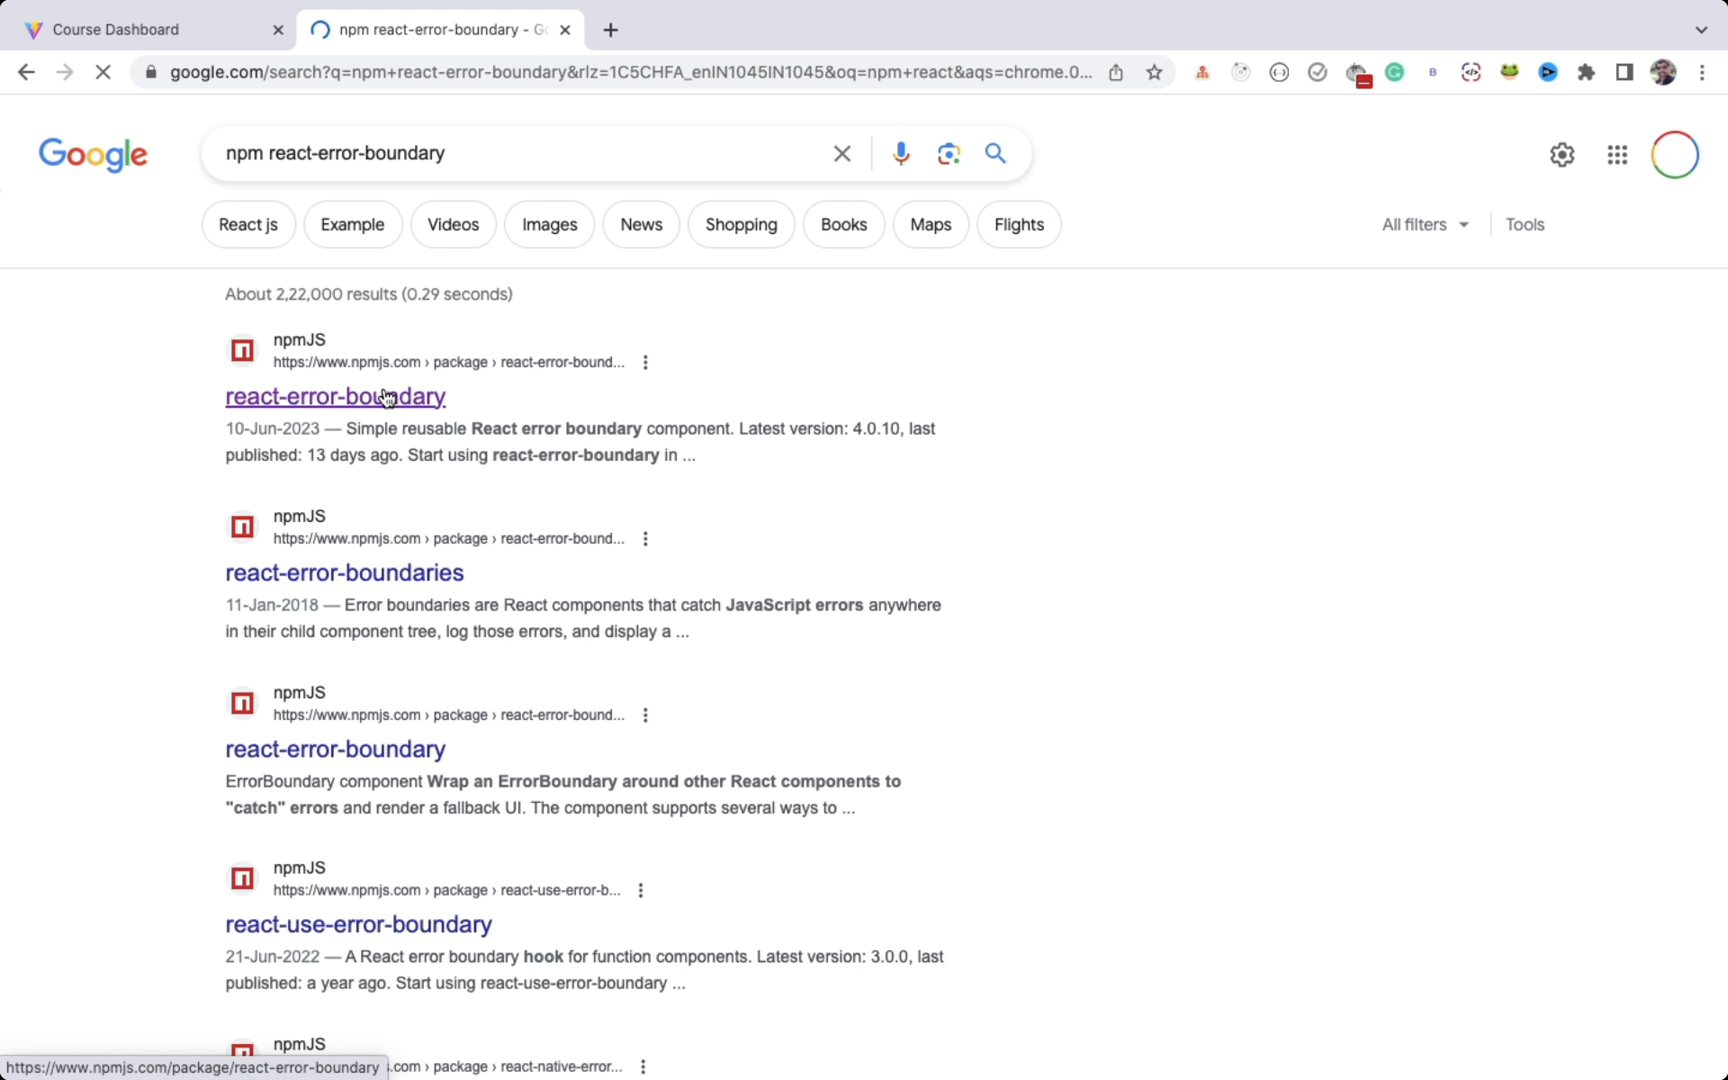 Course Dashboard
npm react-error-boundary - Go
google.com/search?q=npm+react-error-boundary&rlz=1C5CHFA_enIN1045IN1045&oq=npm+react&aqs=chrome.0...
Google
npm react-error-boundary
React js
Example
Videos
Images
News
Shopping
Books
Maps
Flights
All filters
Tools
About 2,22,000 results (0.29 seconds)
npmJS
https://www.npmjs.com › package › react-error-bound...
react-error-boundary
10-Jun-2023 — Simple reusable React error boundary component. Latest version: 4.0.10, last
published: 13 days ago. Start using react-error-boundary in ...
npmJS
https://www.npmjs.com › package › react-error-bound...
react-error-boundaries
11-Jan-2018 — Error boundaries are React components that catch JavaScript errors anywhere
in their child component tree, log those errors, and display a ...
npmJS
https://www.npmjs.com › package › react-error-bound...
react-error-boundary
ErrorBoundary component Wrap an ErrorBoundary around other React components to
"catch" errors and render a fallback UI. The component supports several ways to ...
npmJS
https://www.npmjs.com › package › react-use-error-b...
react-use-error-boundary
21-Jun-2022 — A React error boundary hook for function components. Latest version: 3.0.0, last
published: a year ago. Start using react-use-error-boundary ...
npmJS
.com › package › react-native-error...
https://www.npmjs.com/package/react-error-boundary